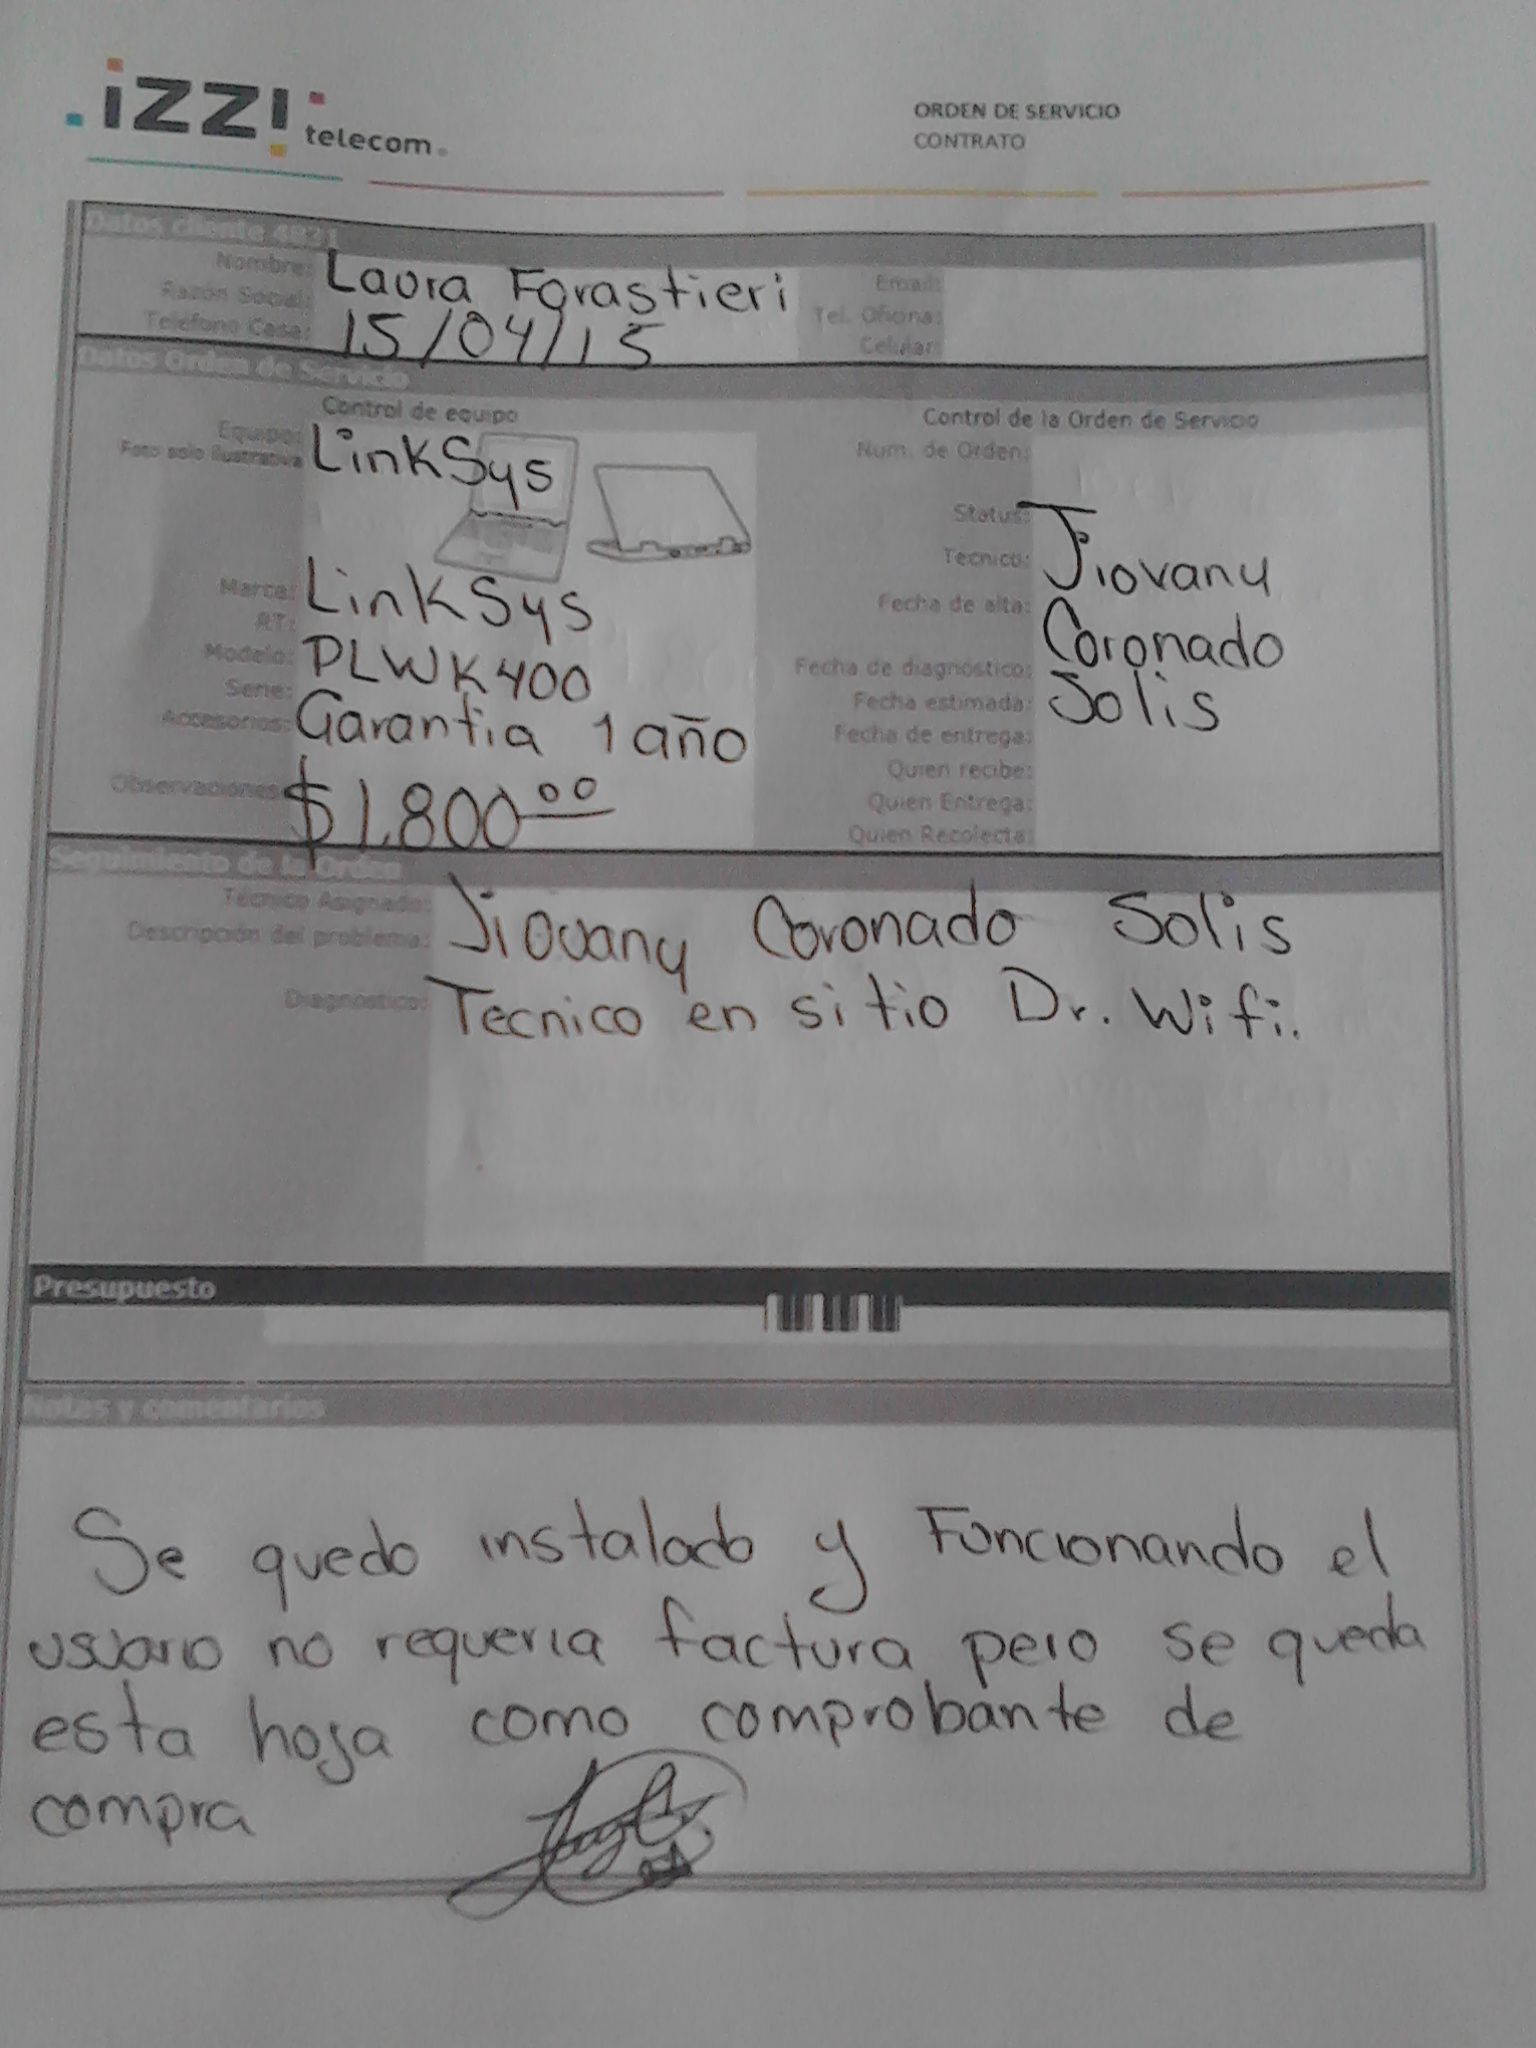 izzi telecom
ORDEN DE SERVICIO
CONTRATO
Datos cliente 4821
Nombre: Laura Forastieri
Razón Social:
Teléfono Casa: 15/04/15
Email:
Tel. Oficina:
Celular:
Datos Orden de Servicio
Control de equipo
Equipo: LinkSys
Foto solo ilustrativa
Marca: LinkSys
RT:
Modelo: PLWK400
Serie:
Accesorios: Garantia 1 año
Observaciones: $1,800.00
Control de la Orden de Servicio
Num. de Orden:
Status:
Tecnico: Jiovany
Fecha de alta: Coronado
Fecha de diagnóstico:
Fecha estimada: Solis
Fecha de entrega:
Quien recibe:
Quien Entrega:
Quien Recolecta:
Seguimiento de la Orden
Tecnico Asignado:
Descripción del problema: Jiovany Coronado Solis
Diagnóstico: Tecnico en sitio Dr. Wifi.
Presupuesto
Notas y comentarios
Se quedo instalado y Funcionando el
usuario no requeria factura pero se queda
esta hoja como comprobante de
compra